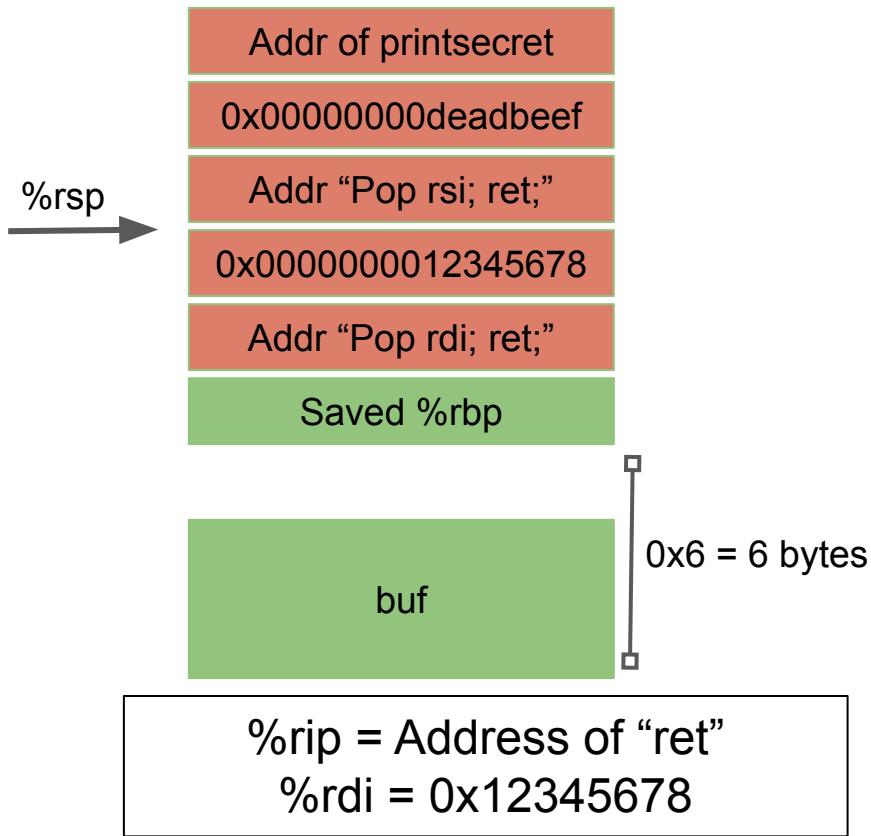 Addr of printsecret
0x00000000deadbeef
Addr “Pop rsi; ret;”
%rsp
0x0000000012345678
Addr “Pop rdi; ret;”
Saved %rbp
0x6 = 6 bytes
buf
%rip = Address of “ret”
%rdi = 0x12345678